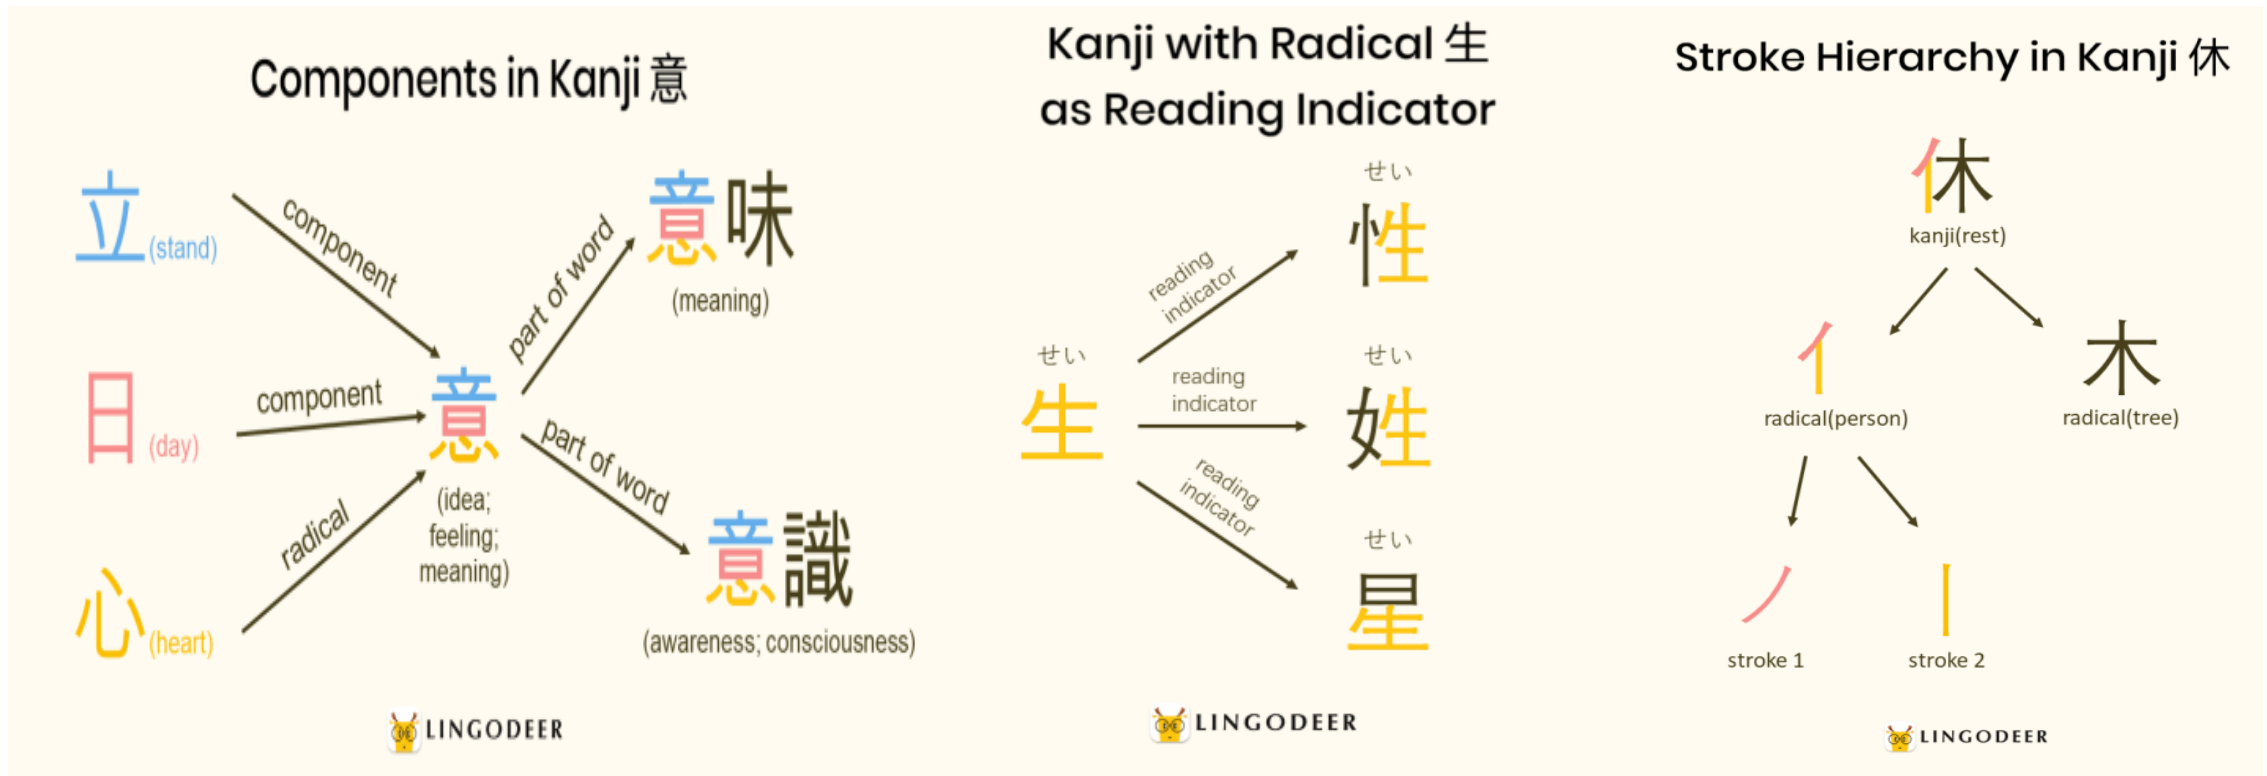 Components in Kanji 意
立(stand)
component
日(day)
component
心(heart)
radical
意
(idea;
feeling;
meaning)
part of word
意味
(meaning)
part of word
意識
(awareness; consciousness)
LINGODEER
Kanji with Radical 生
as Reading Indicator
せい
生
reading
indicator
せい
性
reading
indicator
せい
姓
reading
indicator
せい
星
LINGODEER
Stroke Hierarchy in Kanji 休
休
kanji(rest)
亻
radical(person)
木
radical(tree)
丿
stroke 1
丨
stroke 2
LINGODEER